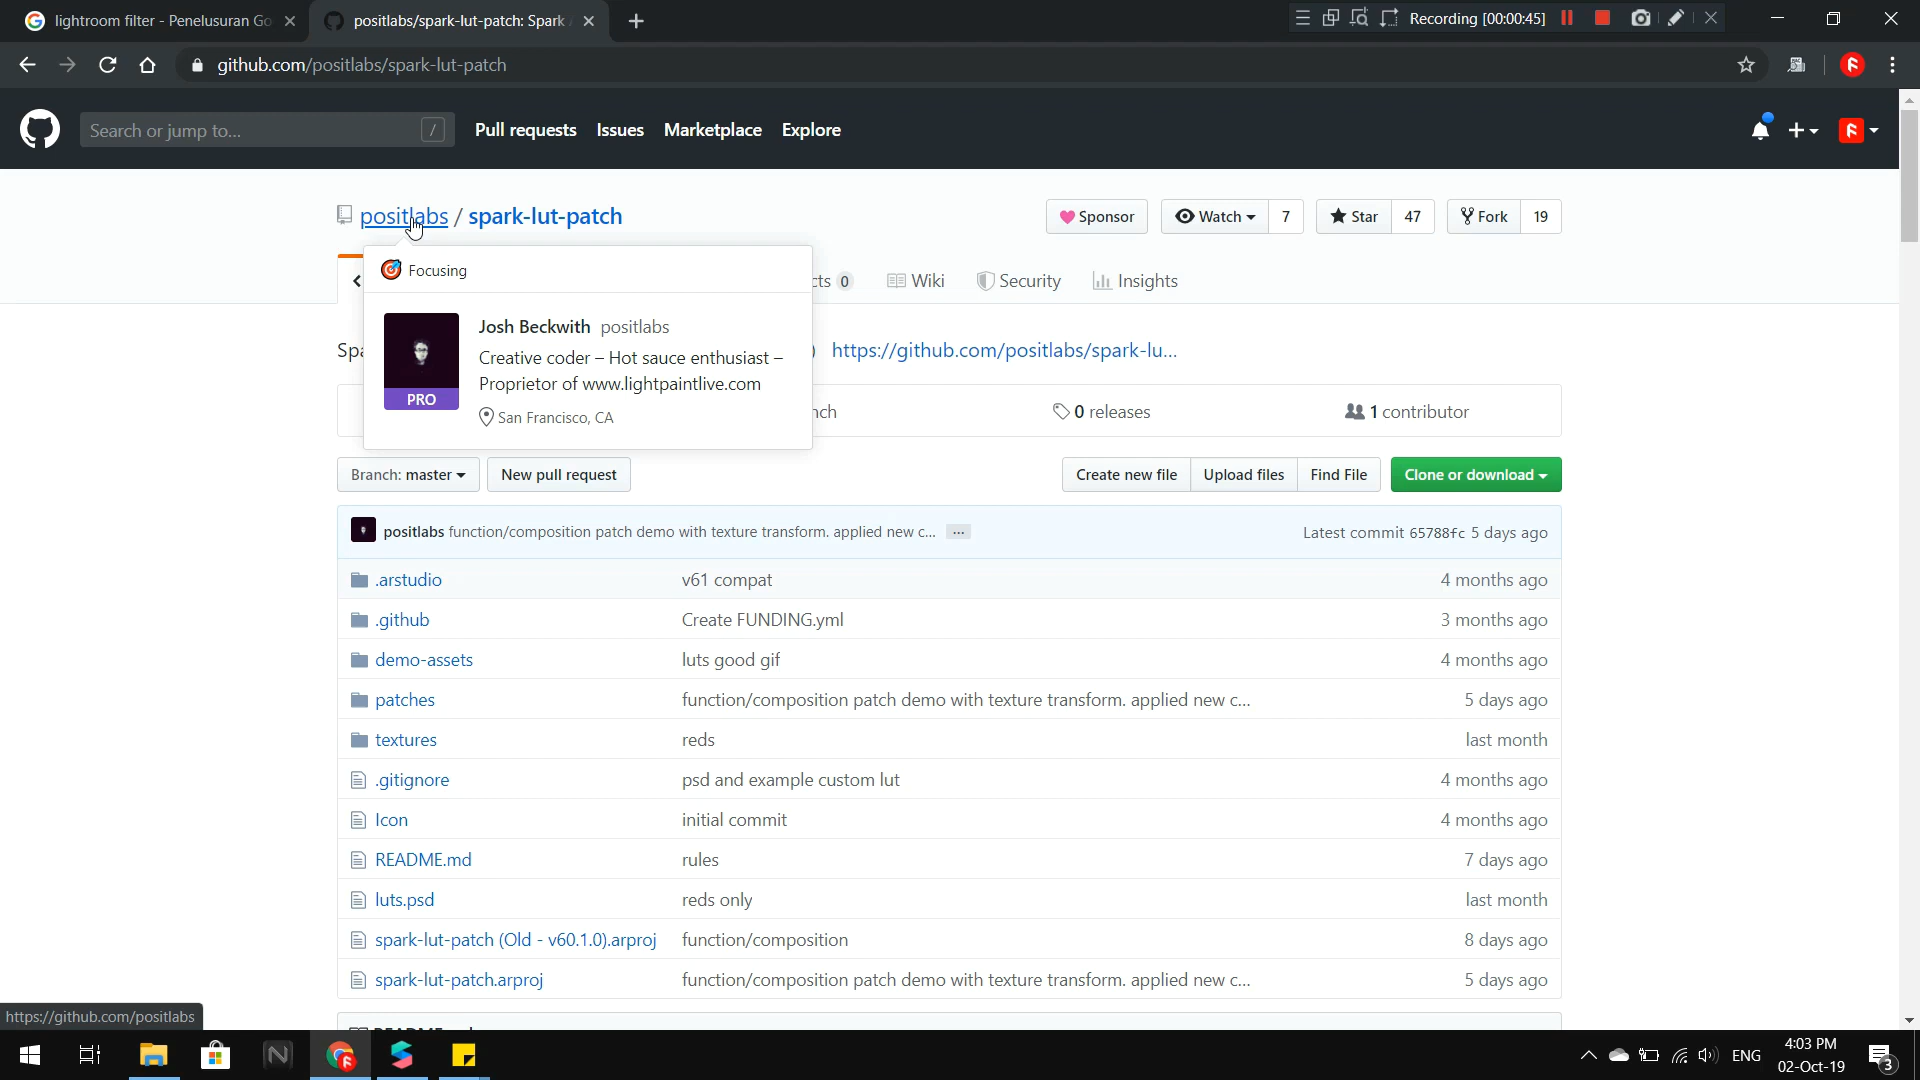 lightroom filter - Penelusuran Go
positlabs/spark-lut-patch: Spark
Recording [00:00:45]
github.com/positlabs/spark-lut-patch
Search or jump to... /
Pull requests Issues Marketplace Explore
positlabs / spark-lut-patch
Sponsor Watch 7 Star 47 Fork 19
Focusing
cts 0 Wiki Security Insights
Josh Beckwith positlabs
Creative coder – Hot sauce enthusiast –
Proprietor of www.lightpaintlive.com
PRO
San Francisco, CA
Spa ) https://github.com/positlabs/spark-lu...
nch 0 releases 1 contributor
Branch: master New pull request Create new file Upload files Find File Clone or download
positlabs function/composition patch demo with texture transform. applied new c... ... Latest commit 65788fc 5 days ago
.arstudio v61 compat 4 months ago
.github Create FUNDING.yml 3 months ago
demo-assets luts good gif 4 months ago
patches function/composition patch demo with texture transform. applied new c... 5 days ago
textures reds last month
.gitignore psd and example custom lut 4 months ago
Icon initial commit 4 months ago
README.md rules 7 days ago
luts.psd reds only last month
spark-lut-patch (Old - v60.1.0).arproj function/composition 8 days ago
spark-lut-patch.arproj function/composition patch demo with texture transform. applied new c... 5 days ago
https://github.com/positlabs
ENG
4:03 PM
02-Oct-19
3